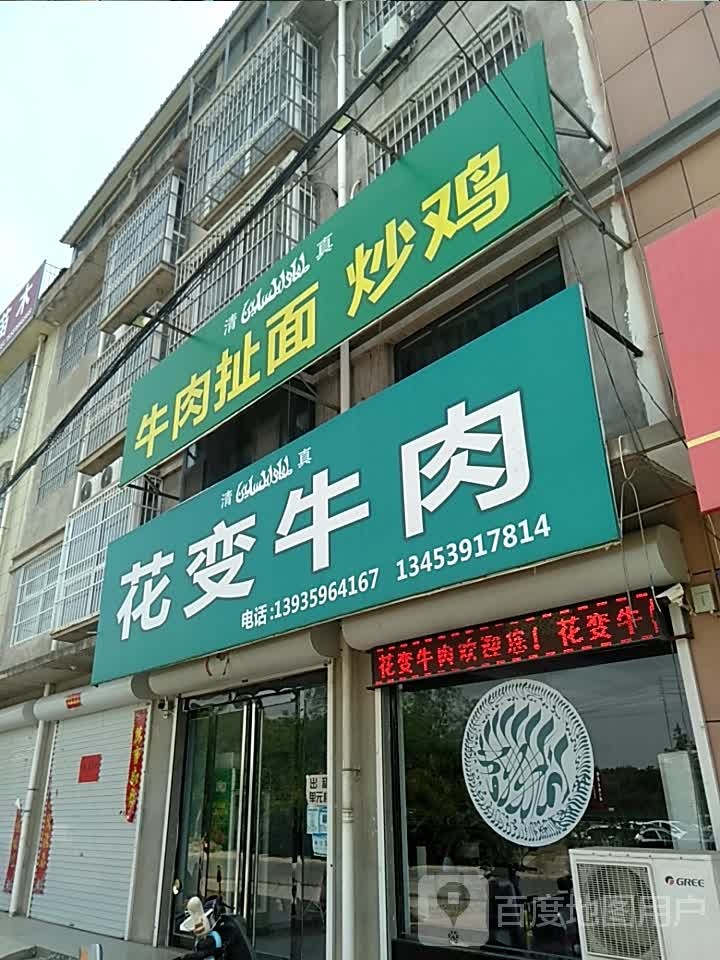 清 真
牛肉扯面 炒鸡
清 真
花变牛肉
电话:13935964167 13453917814
花变牛肉欢迎您！花变牛
GREE
百度地图用户